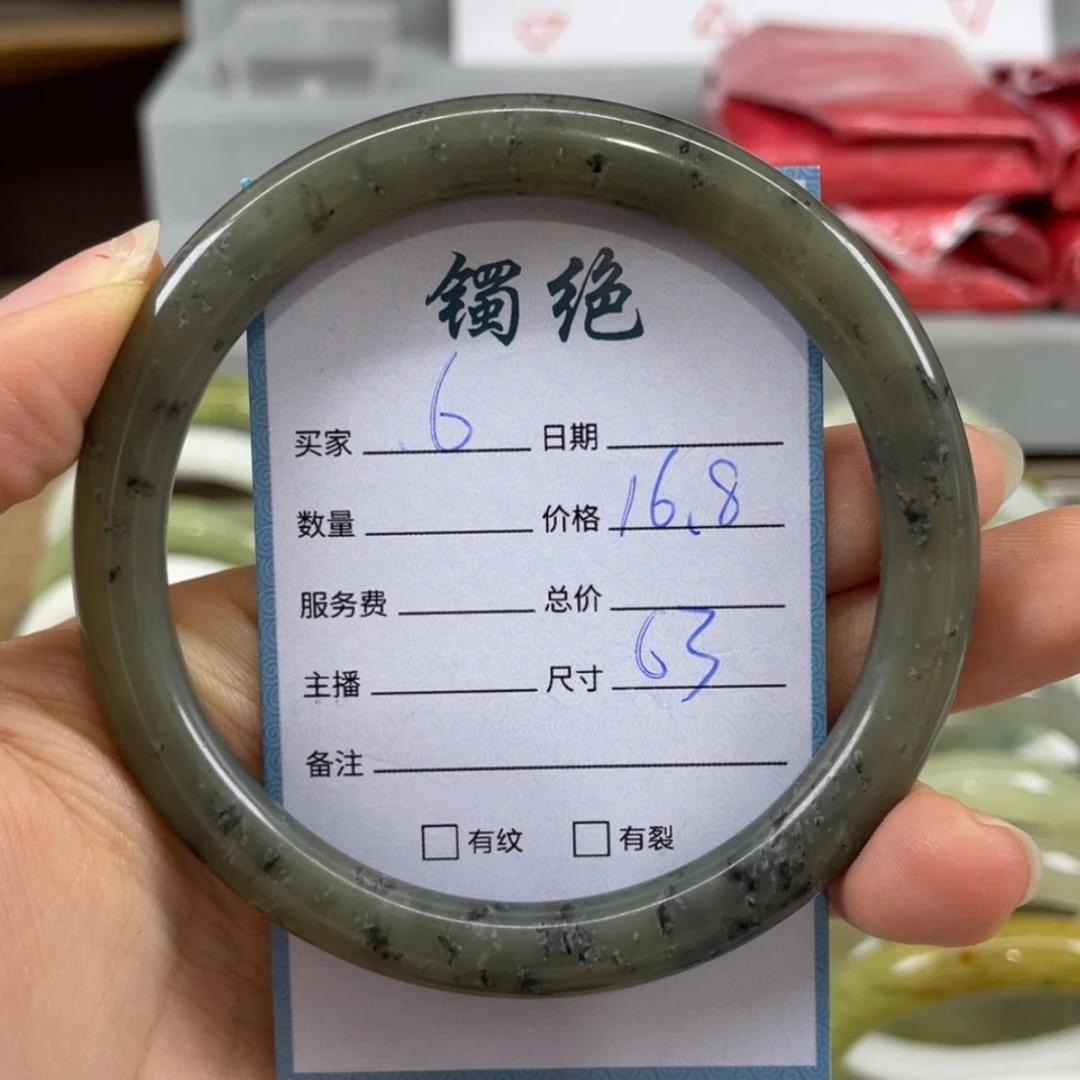 镯绝
买家 6 日期
数量 价格 16.8
服务费 总价
主播 尺寸 63
备注
有纹 有裂